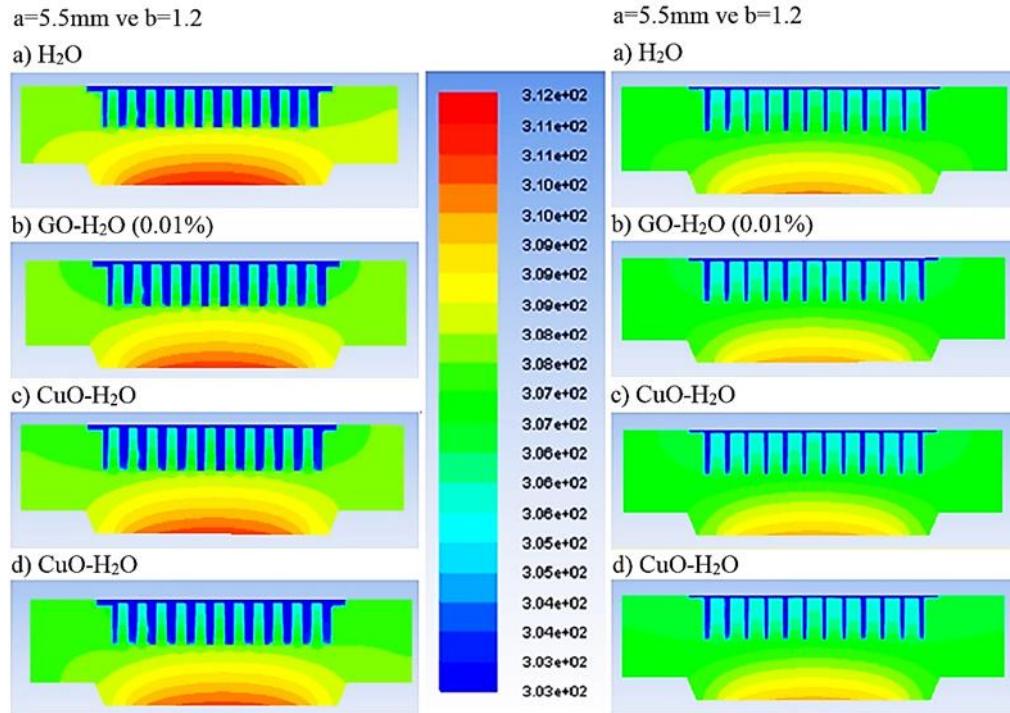 a=5.5mm ve b=1.2
a) H₂O
b) GO-H₂O (0.01%)
c) CuO-H₂O
d) CuO-H₂O
3.12e+02
3.11e+02
3.11e+02
3.10e+02
3.10e+02
3.09e+02
3.09e+02
3.09e+02
3.08e+02
3.08e+02
3.07e+02
3.07e+02
3.06e+02
3.06e+02
3.06e+02
3.05e+02
3.05e+02
3.04e+02
3.04e+02
3.03e+02
3.03e+02
a=5.5mm ve b=1.2
a) H₂O
b) GO-H₂O (0.01%)
c) CuO-H₂O
d) CuO-H₂O